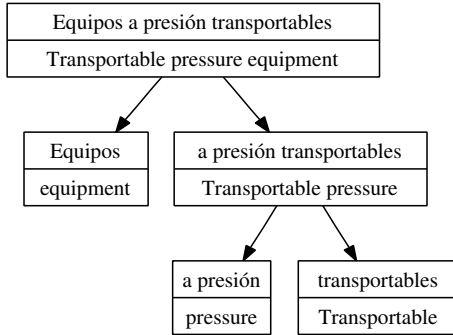 Equipos a presión transportables
Transportable pressure equipment
Equipos
equipment
a presión transportables
Transportable pressure
a presión
pressure
transportables
Transportable